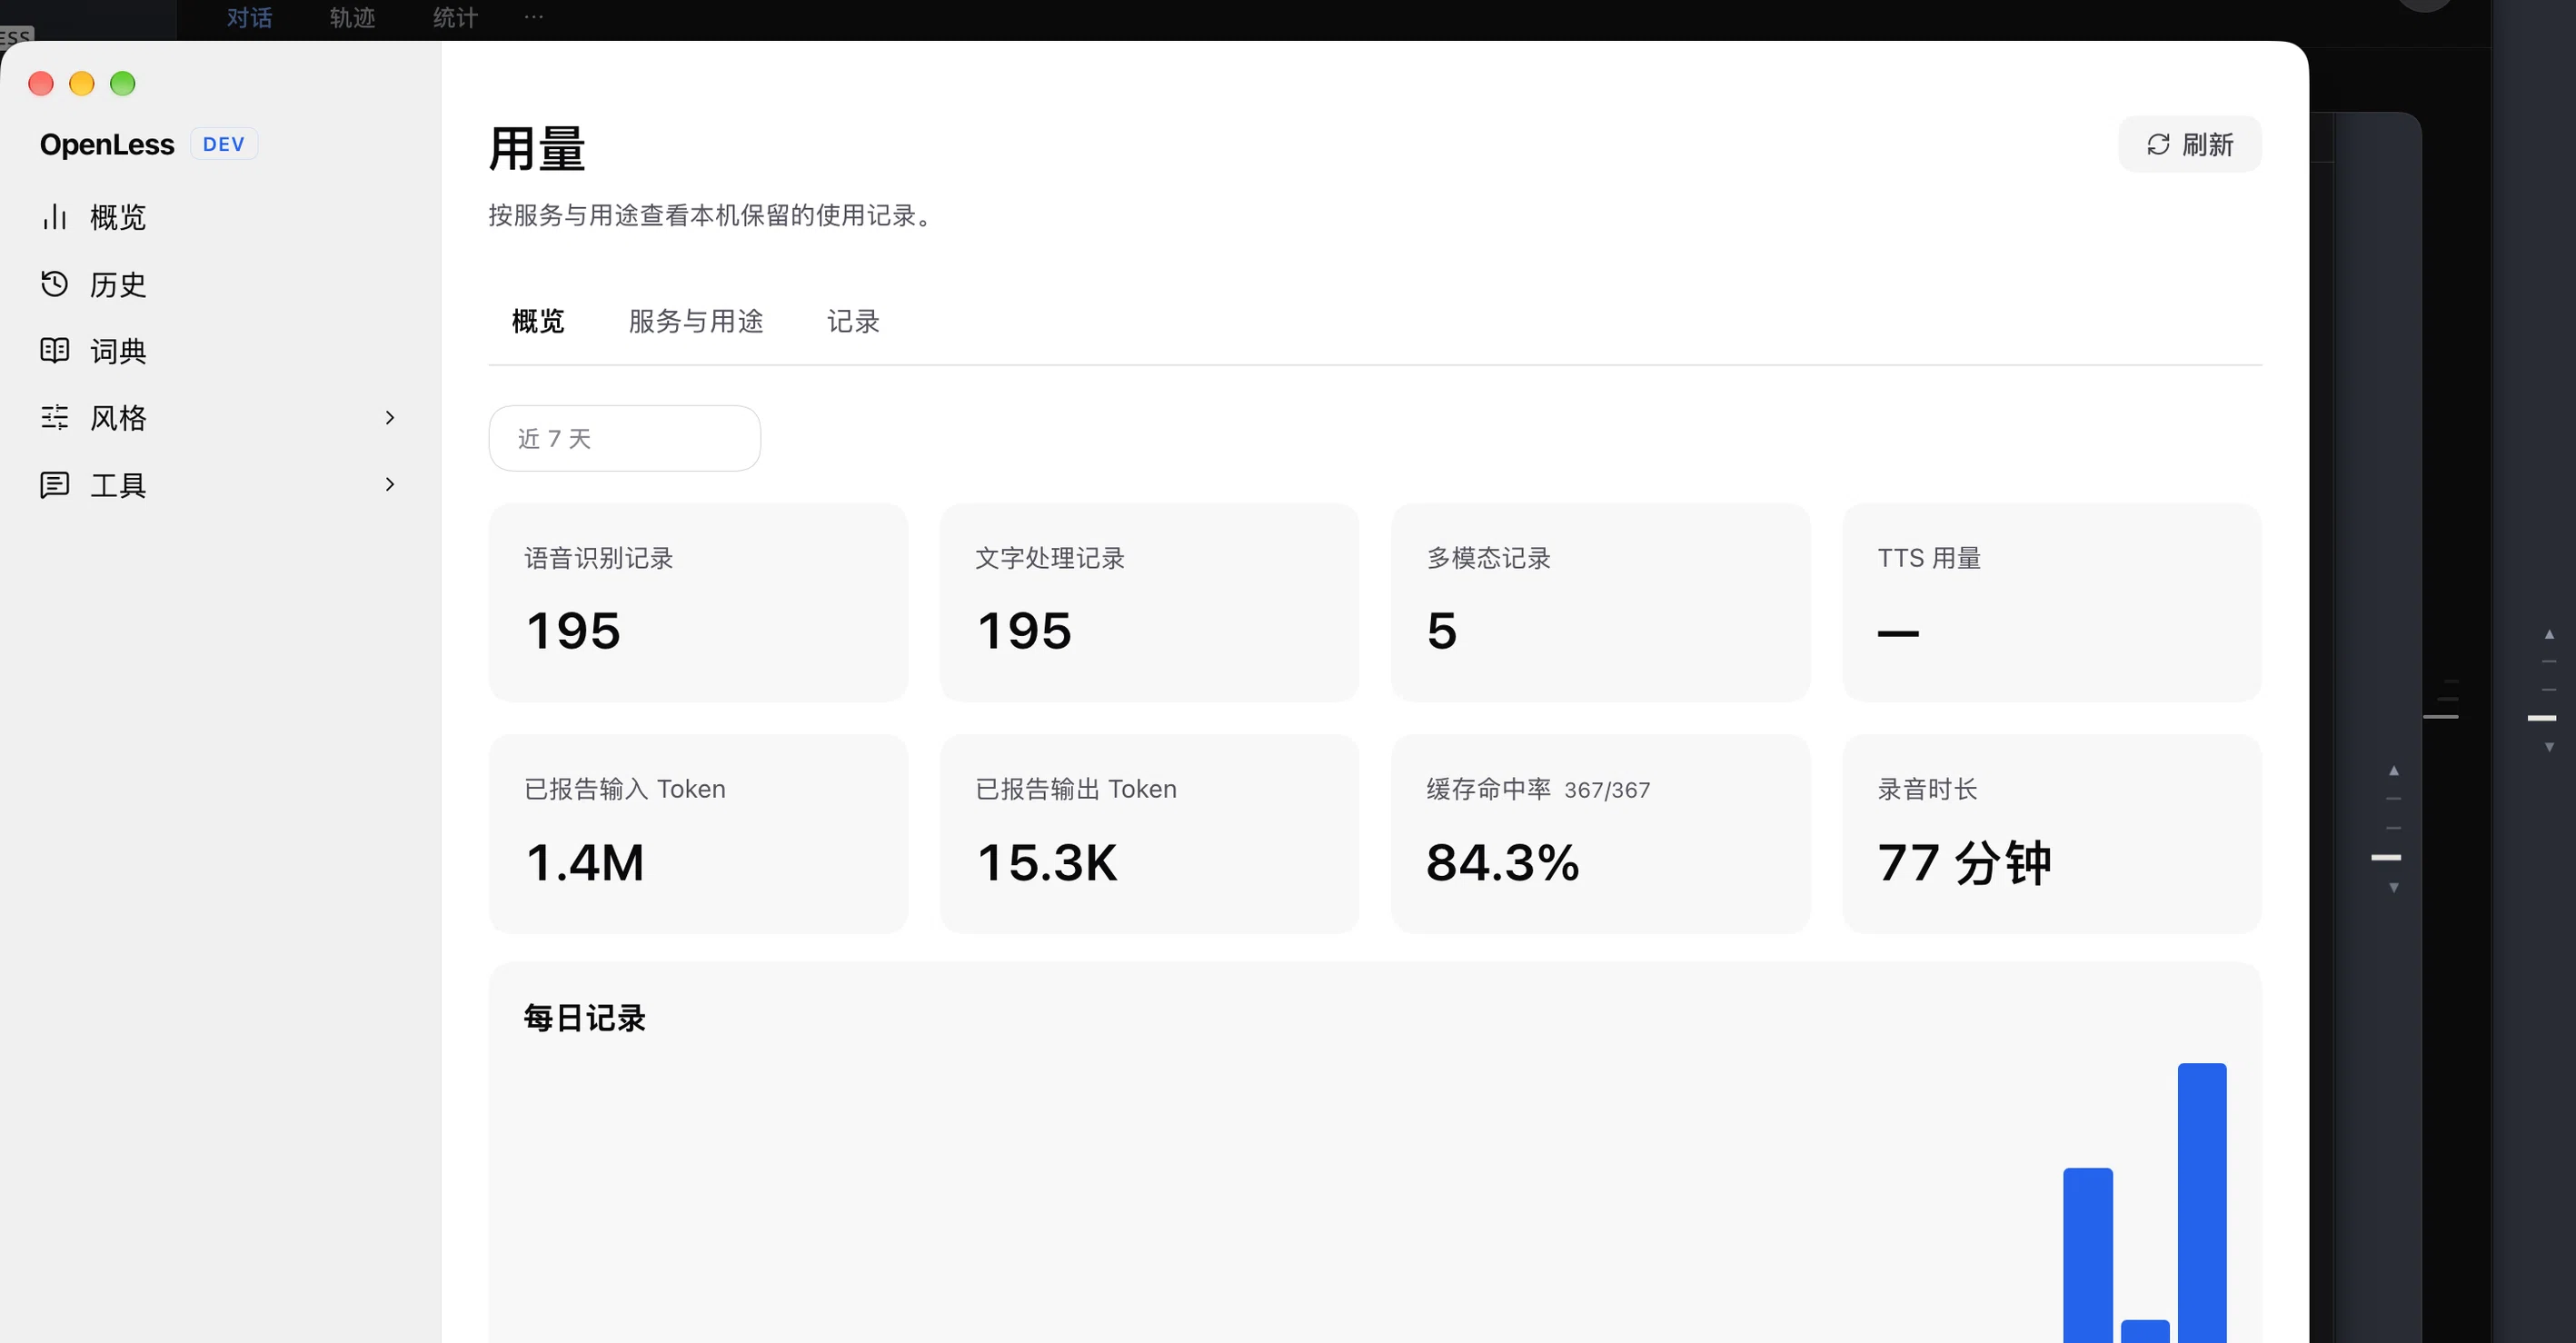 对话 轨迹 统计 ···
ESS
OpenLess DEV
概览
历史
词典
风格
工具
用量
刷新
按服务与用途查看本机保留的使用记录。
概览 服务与用途 记录
近 7 天
语音识别记录
195
文字处理记录
195
多模态记录
5
TTS 用量
—
已报告输入 Token
1.4M
已报告输出 Token
15.3K
缓存命中率 367/367
84.3%
录音时长
77 分钟
每日记录